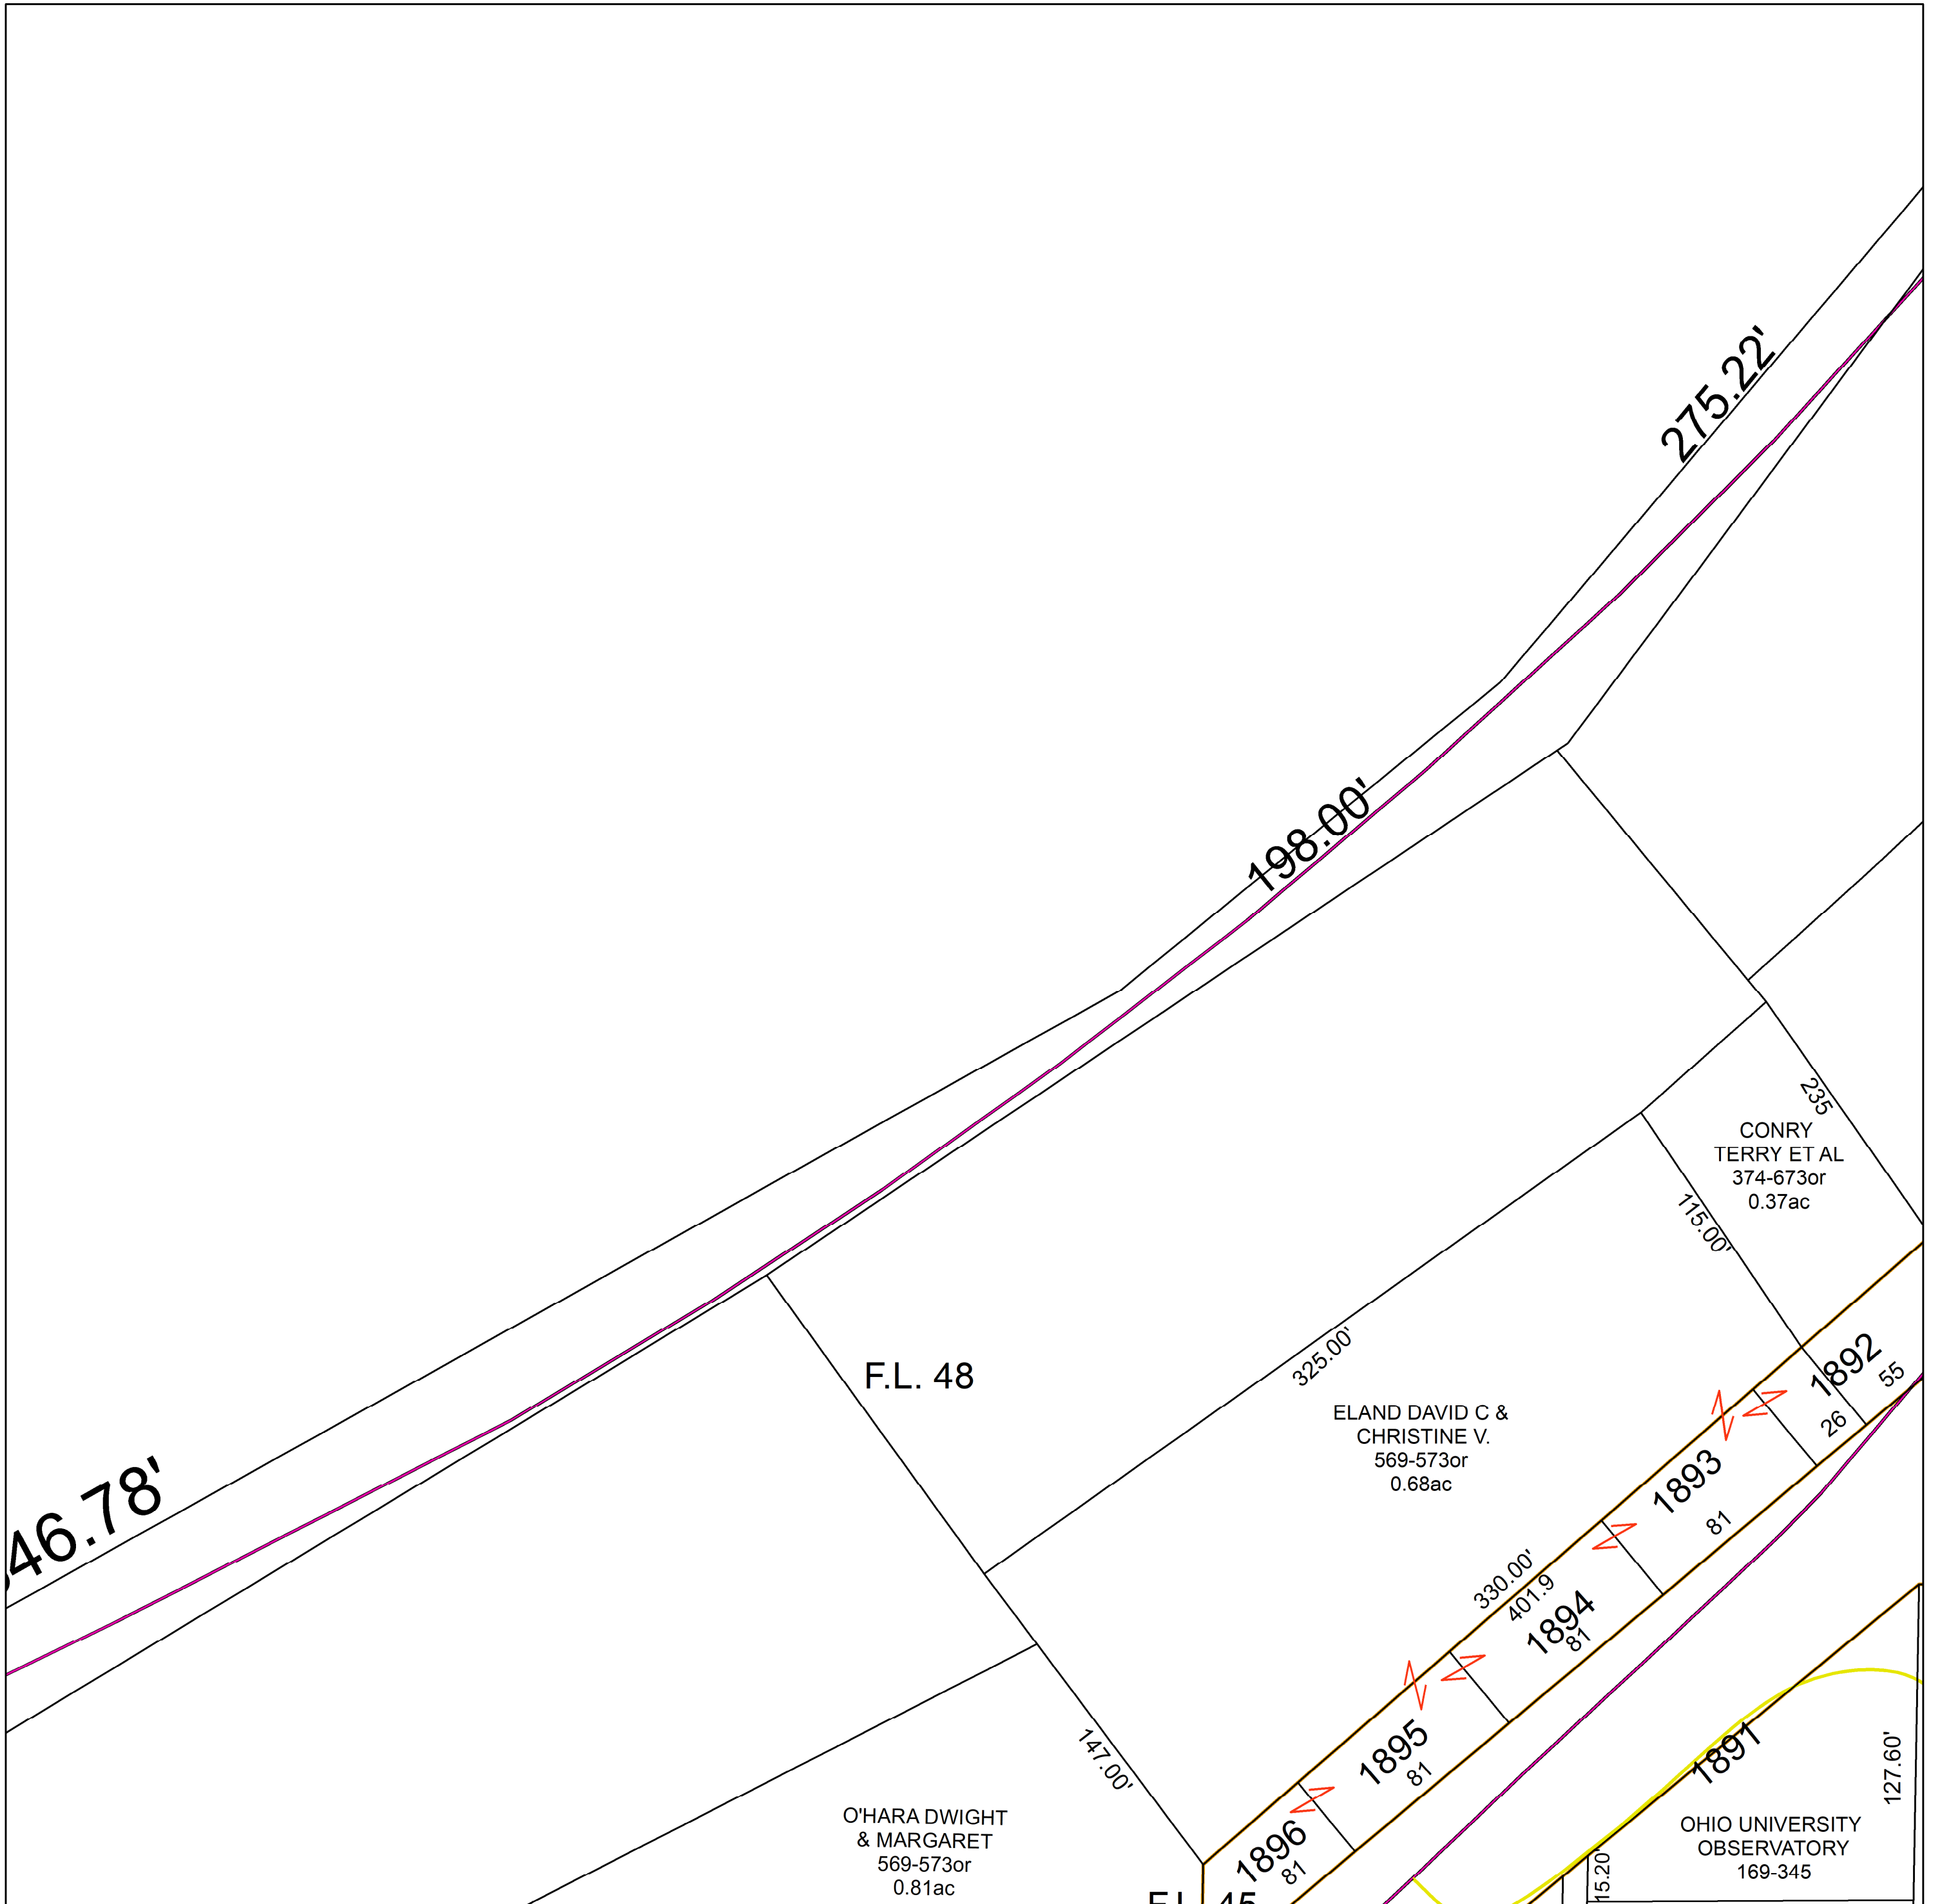 275.22'
198.00'
235
CONRY
TERRY ET AL
374-673or
0.37ac
115.00'
325.00'
F.L. 48
1892
55
26
ELAND DAVID C &
CHRISTINE V.
569-573or
0.68ac
46.78'
1893
81
330.00'
401.9
1894
81
147.00'
1895
81
1891
127.60'
O'HARA DWIGHT
& MARGARET
569-573or
0.81ac
1896
81
OHIO UNIVERSITY
OBSERVATORY
169-345
15.20'
F.L. 45